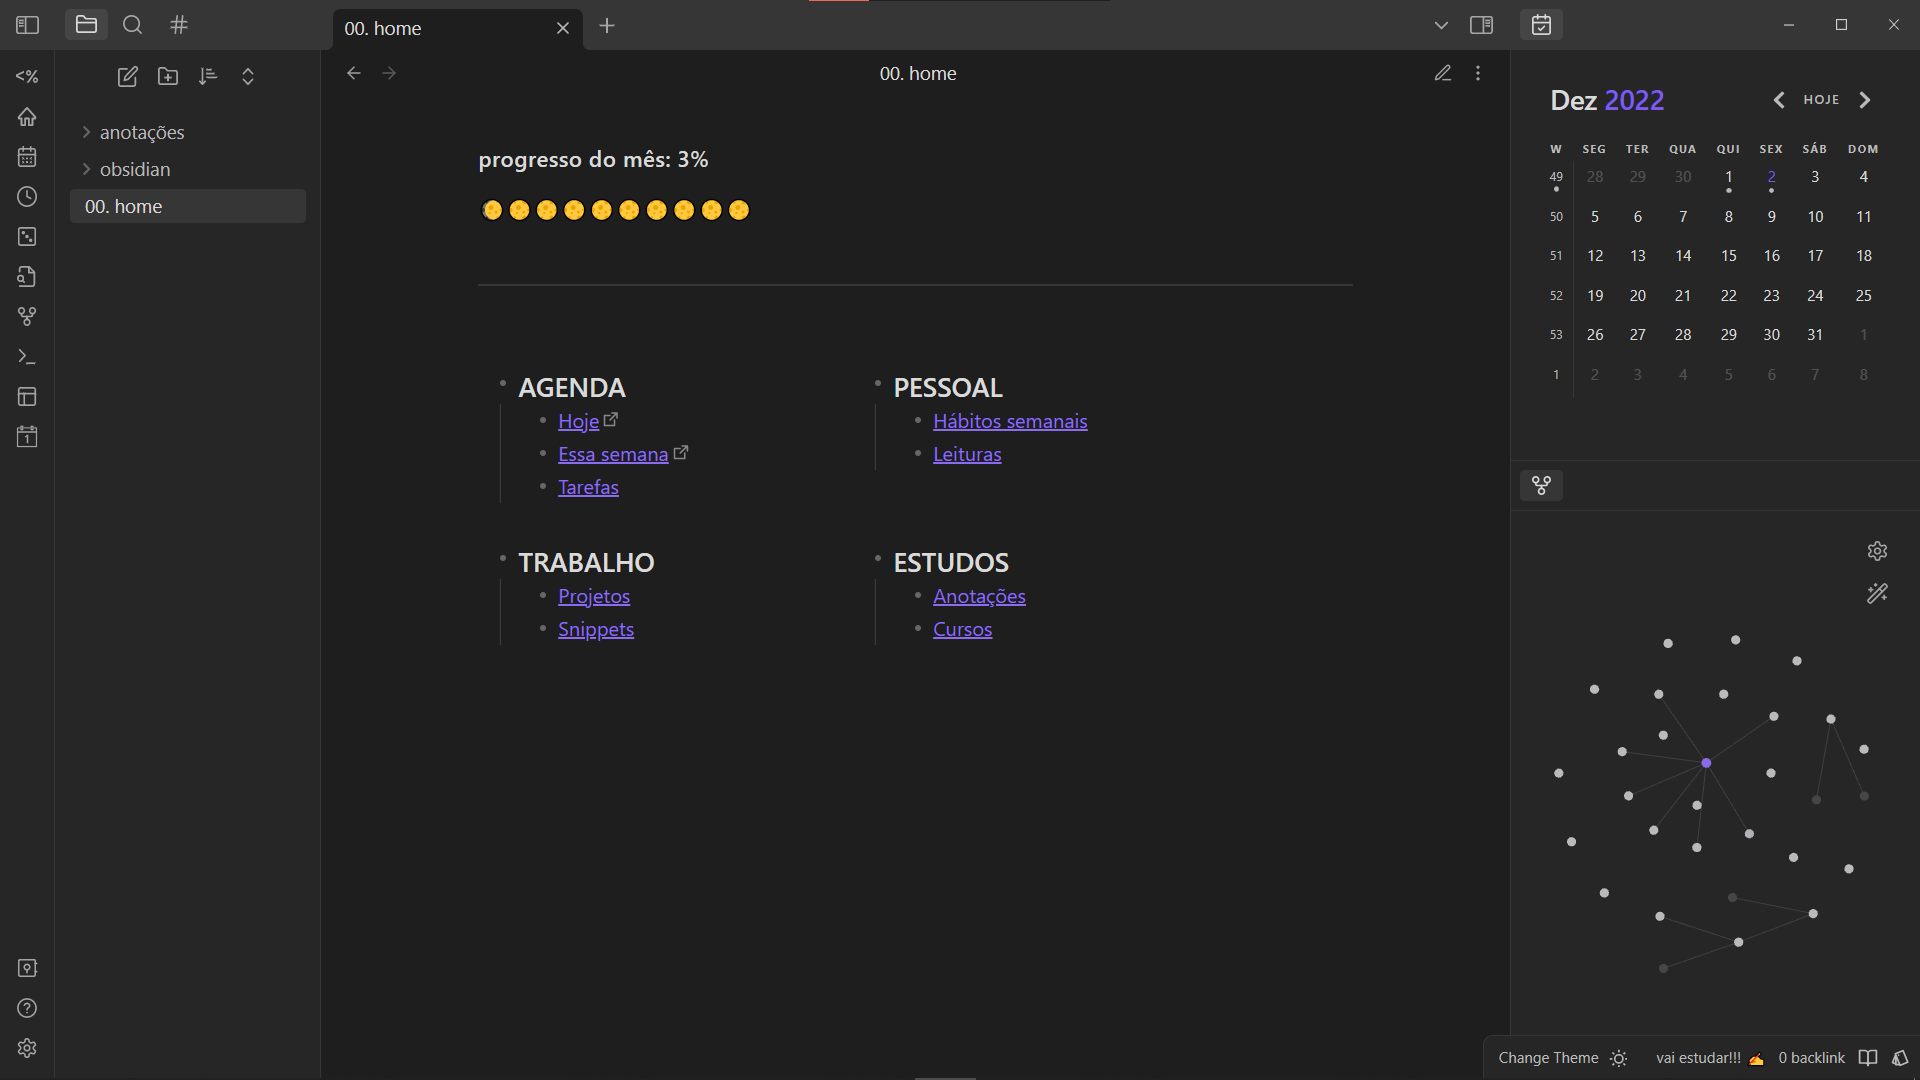 00. home
<%
anotações
obsidian
00. home
1
00. home
progresso do mês: 3%
AGENDA
Hoje
Essa semana
Tarefas
PESSOAL
Hábitos semanais
Leituras
TRABALHO
Projetos
Snippets
ESTUDOS
Anotações
Cursos
Dez 2022
HOJE
W SEG TER QUA QUI SEX SÁB DOM
49 28 29 30 1 2 3 4
50 5 6 7 8 9 10 11
51 12 13 14 15 16 17 18
52 19 20 21 22 23 24 25
53 26 27 28 29 30 31 1
1 2 3 4 5 6 7 8
Change Theme vai estudar!!! ✍ 0 backlink